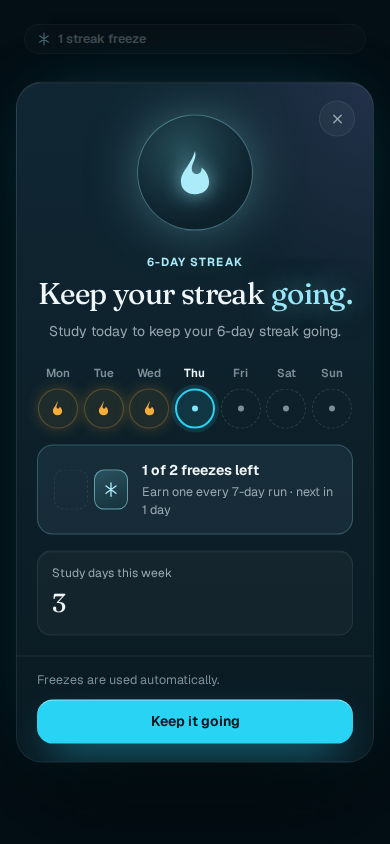 1 streak freeze
6-DAY STREAK
Keep your streak going.
Study today to keep your 6-day streak going.
Mon Tue Wed Thu Fri Sat Sun
1 of 2 freezes left
Earn one every 7-day run · next in
1 day
Study days this week
3
Freezes are used automatically.
Keep it going